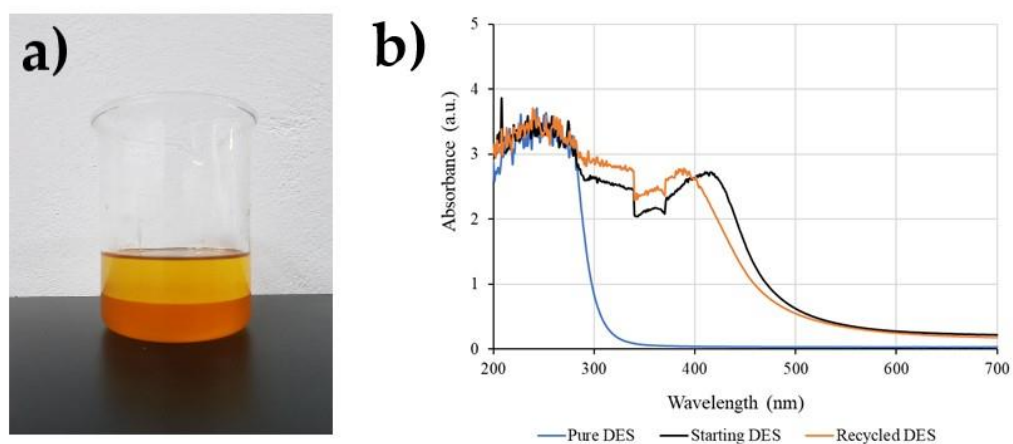 a)
b)
Absorbance (a.u.)
5
4
3
2
1
0
200 300 400 500 600 700
Wavelength (nm)
Pure DES Starting DES Recycled DES